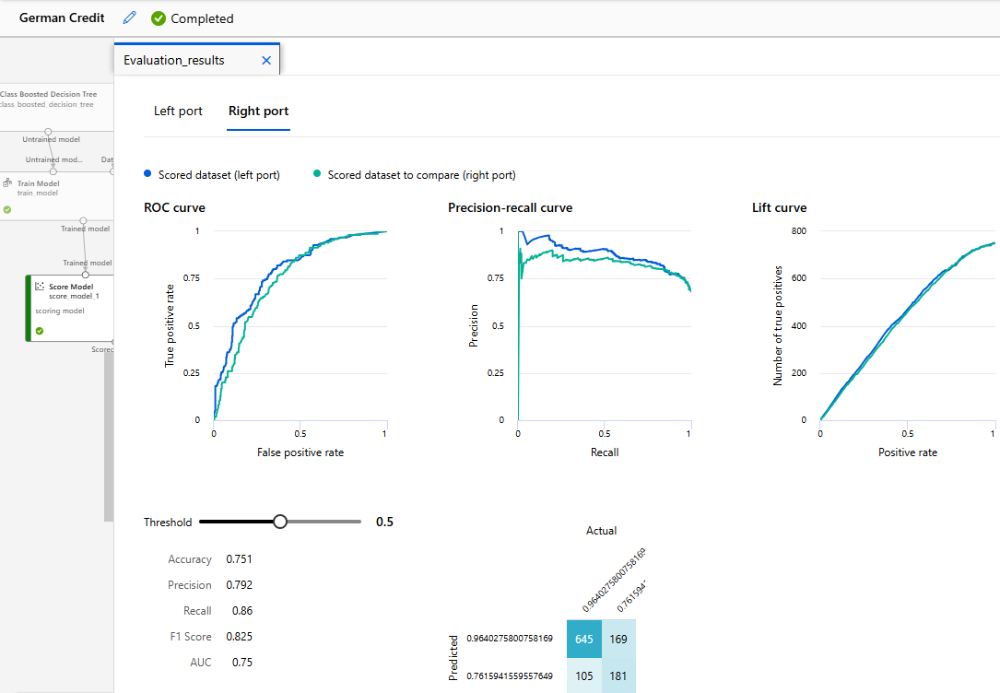 German Credit
Completed
Evaluation_results
Class Boosted Decision Tree
class boosted decision tree
Untrained model
Untrained mod... Dat
Train Model
train_model
Trained model
Trained model
Score Model
score_model_1
scoring model
Scored
Left port Right port
Scored dataset (left port) Scored dataset to compare (right port)
ROC curve
1
0.75
0.5
0.25
0
0 0.5 1
True positive rate
False positive rate
Precision-recall curve
1
0.75
0.5
0.25
0
0 0.5 1
Precision
Recall
Lift curve
800
600
400
200
0
0 0.5 1
Number of true positives
Positive rate
Threshold 0.5
Accuracy 0.751
Precision 0.792
Recall 0.86
F1 Score 0.825
AUC 0.75
Actual
0.9640275800758169
0.761594
Predicted
0.9640275800758169 645 169
0.7615941559557649 105 181